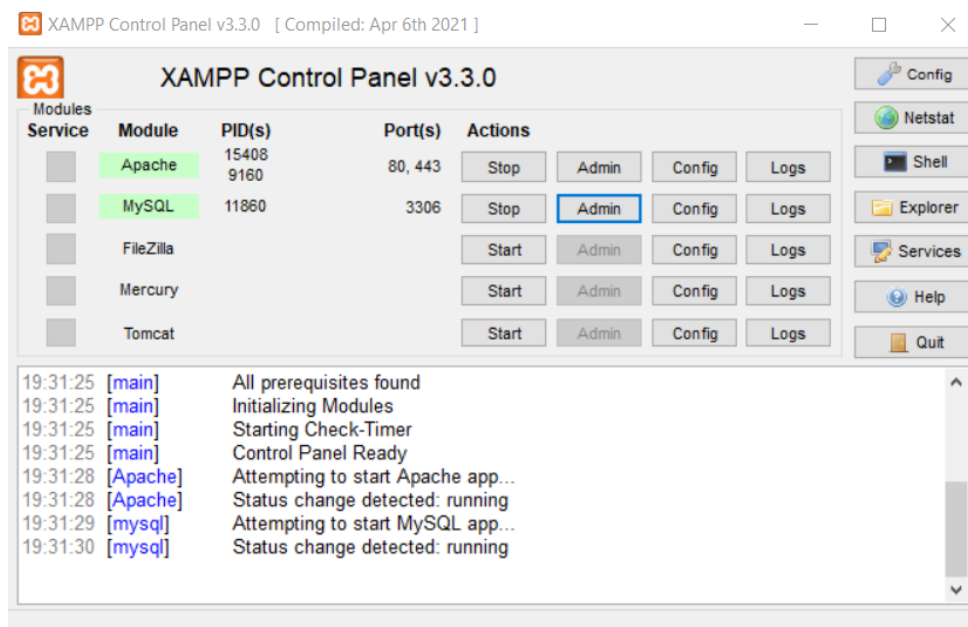 XAMPP Control Panel v3.3.0 [ Compiled: Apr 6th 2021 ]
XAMPP Control Panel v3.3.0
Config
Modules
Netstat
Service Module PID(s) Port(s) Actions
Apache 15408 9160 80, 443 Stop Admin Config Logs
Shell
MySQL 11860 3306 Stop Admin Config Logs
Explorer
FileZilla Start Admin Config Logs
Services
Mercury Start Admin Config Logs
Help
Tomcat Start Admin Config Logs
Quit
19:31:25 [main] All prerequisites found
19:31:25 [main] Initializing Modules
19:31:25 [main] Starting Check-Timer
19:31:25 [main] Control Panel Ready
19:31:28 [Apache] Attempting to start Apache app...
19:31:28 [Apache] Status change detected: running
19:31:29 [mysql] Attempting to start MySQL app...
19:31:30 [mysql] Status change detected: running